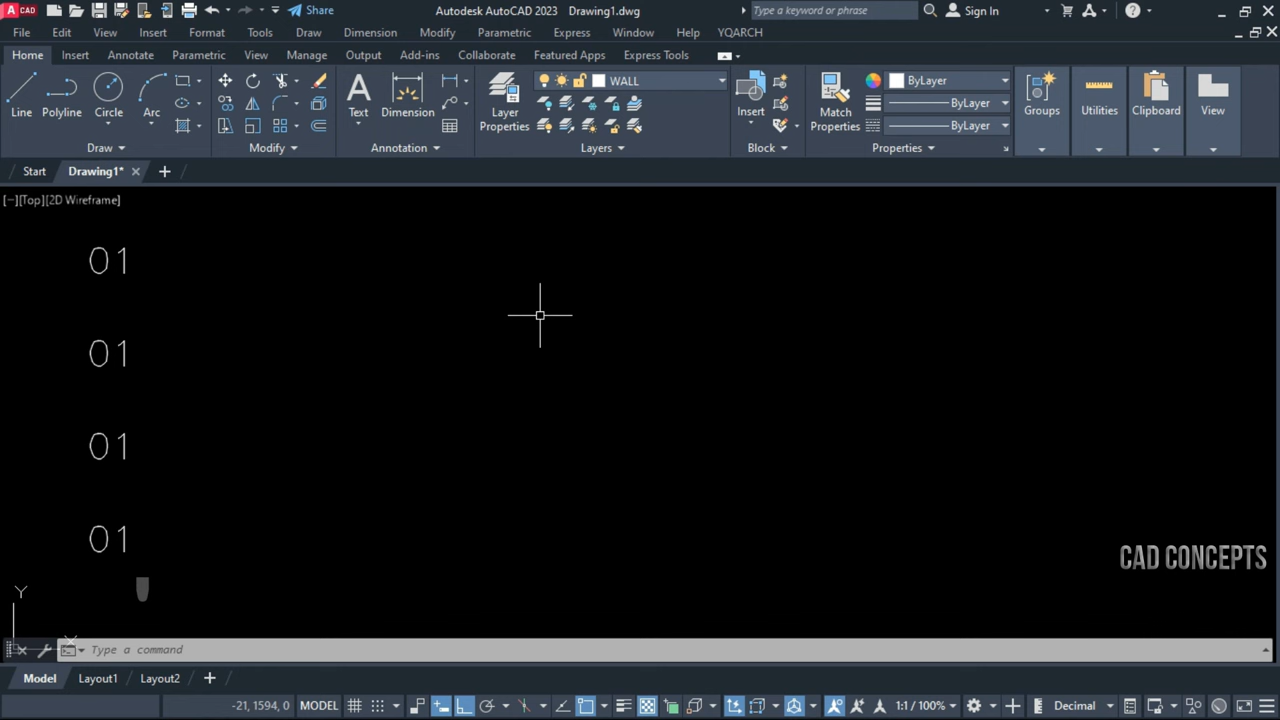 A CAD Share Autodesk AutoCAD 2023 Drawing1.dwg Type a keyword or phrase Sign In
File Edit View Insert Format Tools Draw Dimension Modify Parametric Express Window Help YQARCH
Home Insert Annotate Parametric View Manage Output Add-ins Collaborate Featured Apps Express Tools
WALL ByLayer
ByLayer
ByLayer
Line Polyline Circle Arc Text Dimension Layer Properties Insert Match Properties Groups Utilities Clipboard View
Draw Modify Annotation Layers Block Properties
Start Drawing1*
[−][Top][2D Wireframe]
01
01
01
01
CAD CONCEPTS
Y
X
Type a command
Model Layout1 Layout2
-21, 1594, 0 MODEL 1:1 / 100% Decimal